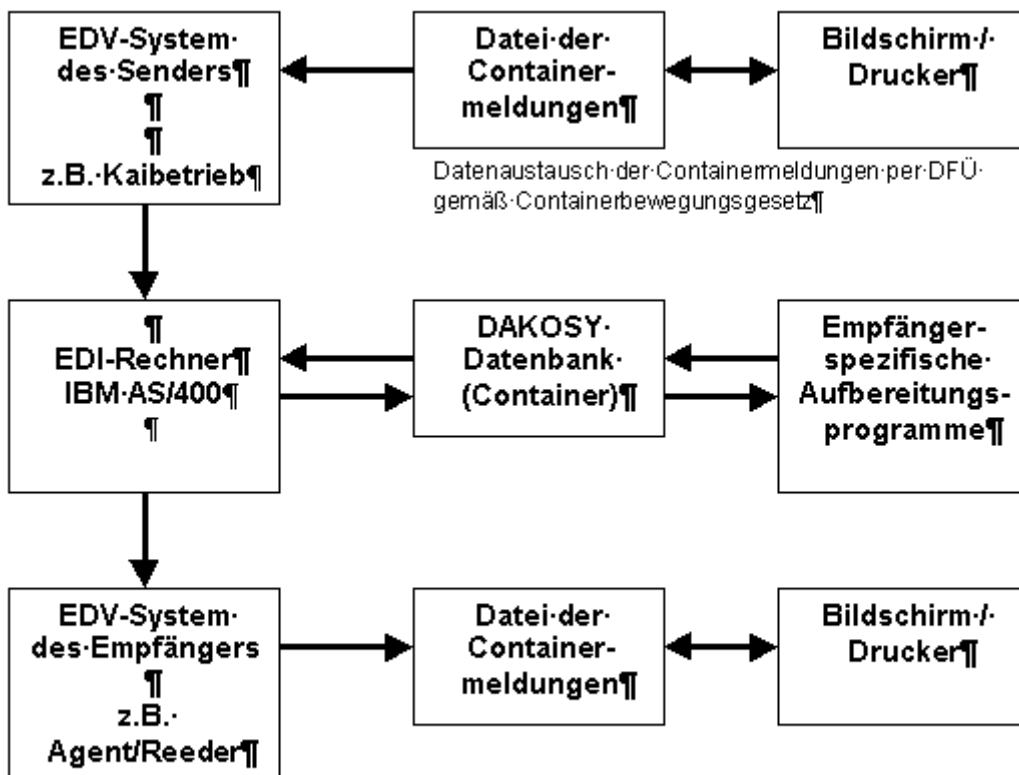 EDV-System·
des·Senders¶
¶
¶
z.B.·Kaibetrieb¶
Datei·der·
Container-
meldungen¶
Bildschirm·/·
Drucker¶
Datenaustausch·der·Containermeldungen·per·DFÜ·
gemäß·Containerbewegungsgesetz¶
¶
EDI-Rechner¶
IBM·AS/400¶
¶
DAKOSY·
Datenbank·
(Container)¶
Empfänger-
spezifische·
Aufbereitungs-
programme¶
EDV-System·
des·Empfängers
¶
z.B.·
Agent/Reeder¶
Datei·der·
Container-
meldungen¶
Bildschirm·/·
Drucker¶